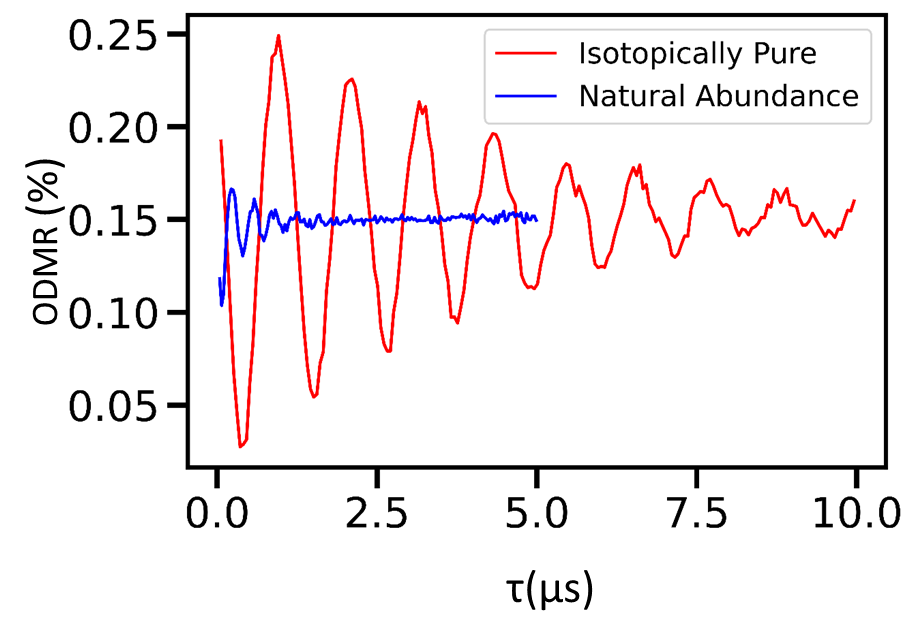 0.25
0.20
0.15
0.10
0.05
ODMR (%)
Isotopically Pure
Natural Abundance
0.0 2.5 5.0 7.5 10.0
τ(μs)